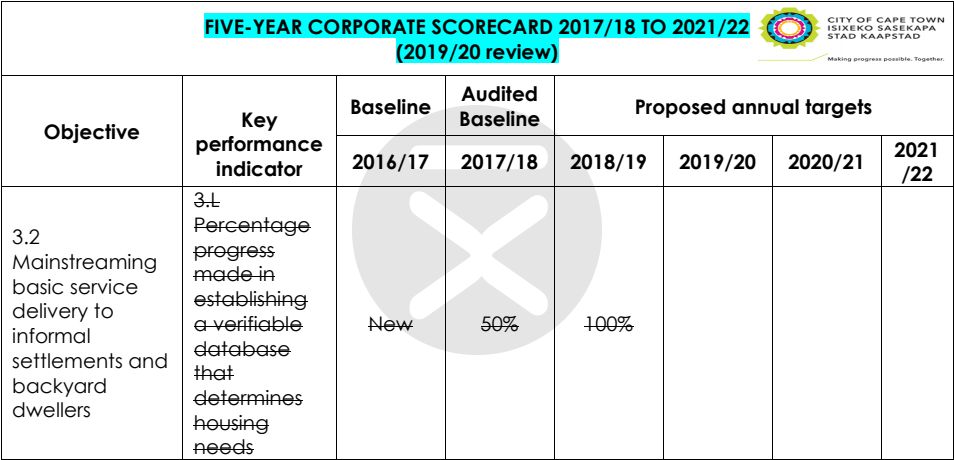 FIVE-YEAR CORPORATE SCORECARD 2017/18 TO 2021/22
(2019/20 review)
CITY OF CAPE TOWN
ISIXEKO SASEKAPA
STAD KAAPSTAD
Making progress possible. Together.
Objective
Key
performance
indicator
Baseline
Audited
Baseline
Proposed annual targets
2016/17
2017/18
2018/19
2019/20
2020/21
2021
/22
3.2
Mainstreaming
basic service
delivery to
informal
settlements and
backyard
dwellers
3.L
Percentage
progress
made in
establishing
a verifiable
database
that
determines
housing
needs
New
50%
100%